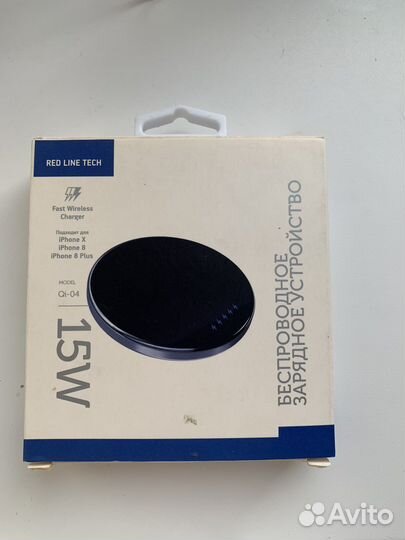 RED LINE TECH
Fast Wireless
Charger
Подходит для
iPhone X
iPhone 8
iPhone 8 Plus
MODEL
Qi-04
15W
БЕСПРОВОДНОЕ
ЗАРЯДНОЕ УСТРОЙСТВО
Avito